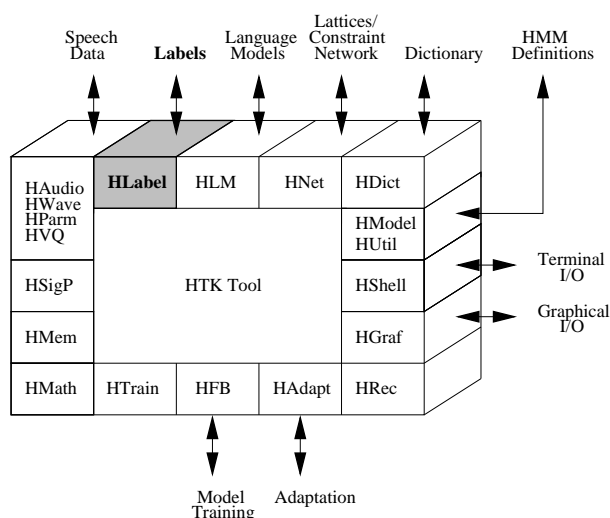 Speech
Data
Labels
Language
Models
Lattices/
Constraint
Network
Dictionary
HMM
Definitions
HAudio
HWave
HParm
HVQ
HLabel
HLM
HNet
HDict
HModel
HUtil
HSigP
HTK Tool
HShell
Terminal
I/O
HMem
HGraf
Graphical
I/O
HMath
HTrain
HFB
HAdapt
HRec
Model
Training
Adaptation